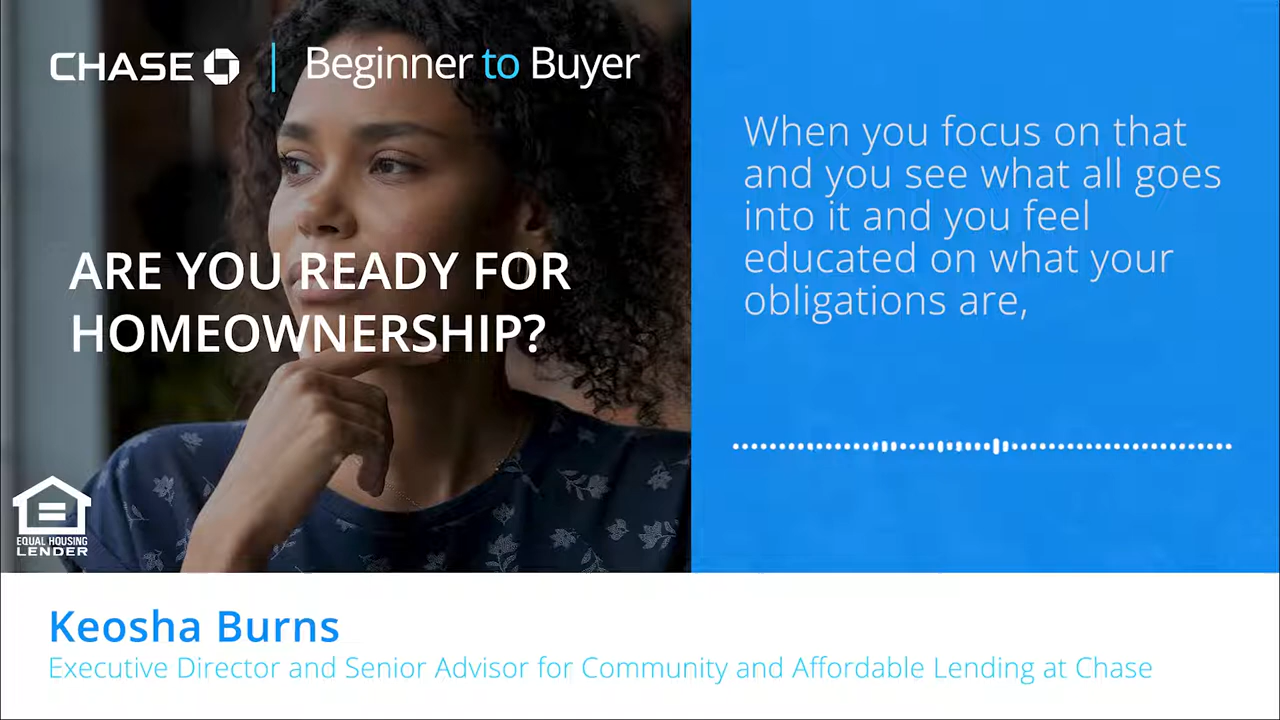 CHASE
Beginner to Buyer
ARE YOU READY FOR
HOMEOWNERSHIP?
EQUAL HOUSING
LENDER
When you focus on that
and you see what all goes
into it and you feel
educated on what your
obligations are,
Keosha Burns
Executive Director and Senior Advisor for Community and Affordable Lending at Chase